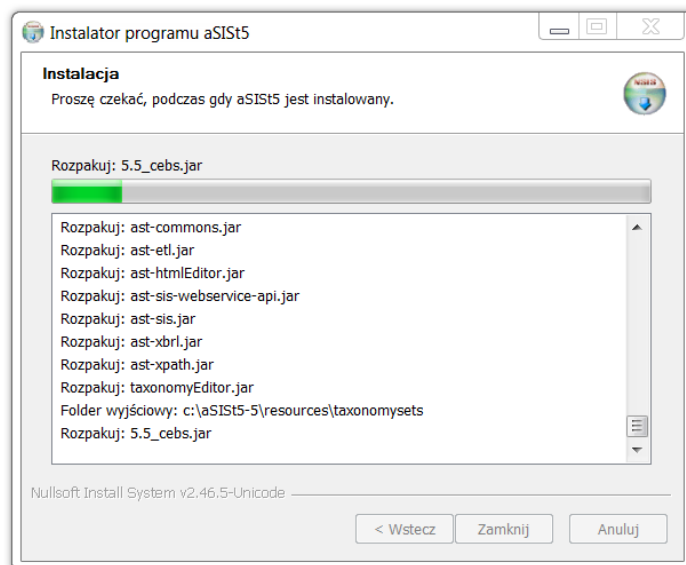 Instalator programu aSISt5
Instalacja
Proszę czekać, podczas gdy aSISt5 jest instalowany.
Rozpakuj: 5.5_cebs.jar
Rozpakuj: ast-commons.jar
Rozpakuj: ast-etl.jar
Rozpakuj: ast-htmlEditor.jar
Rozpakuj: ast-sis-webservice-api.jar
Rozpakuj: ast-sis.jar
Rozpakuj: ast-xbrl.jar
Rozpakuj: ast-xpath.jar
Rozpakuj: taxonomyEditor.jar
Folder wyjściowy: c:\aSISt5-5\resources\taxonomysets
Rozpakuj: 5.5_cebs.jar
Nullsoft Install System v2.46.5-Unicode
< Wstecz Zamknij Anuluj